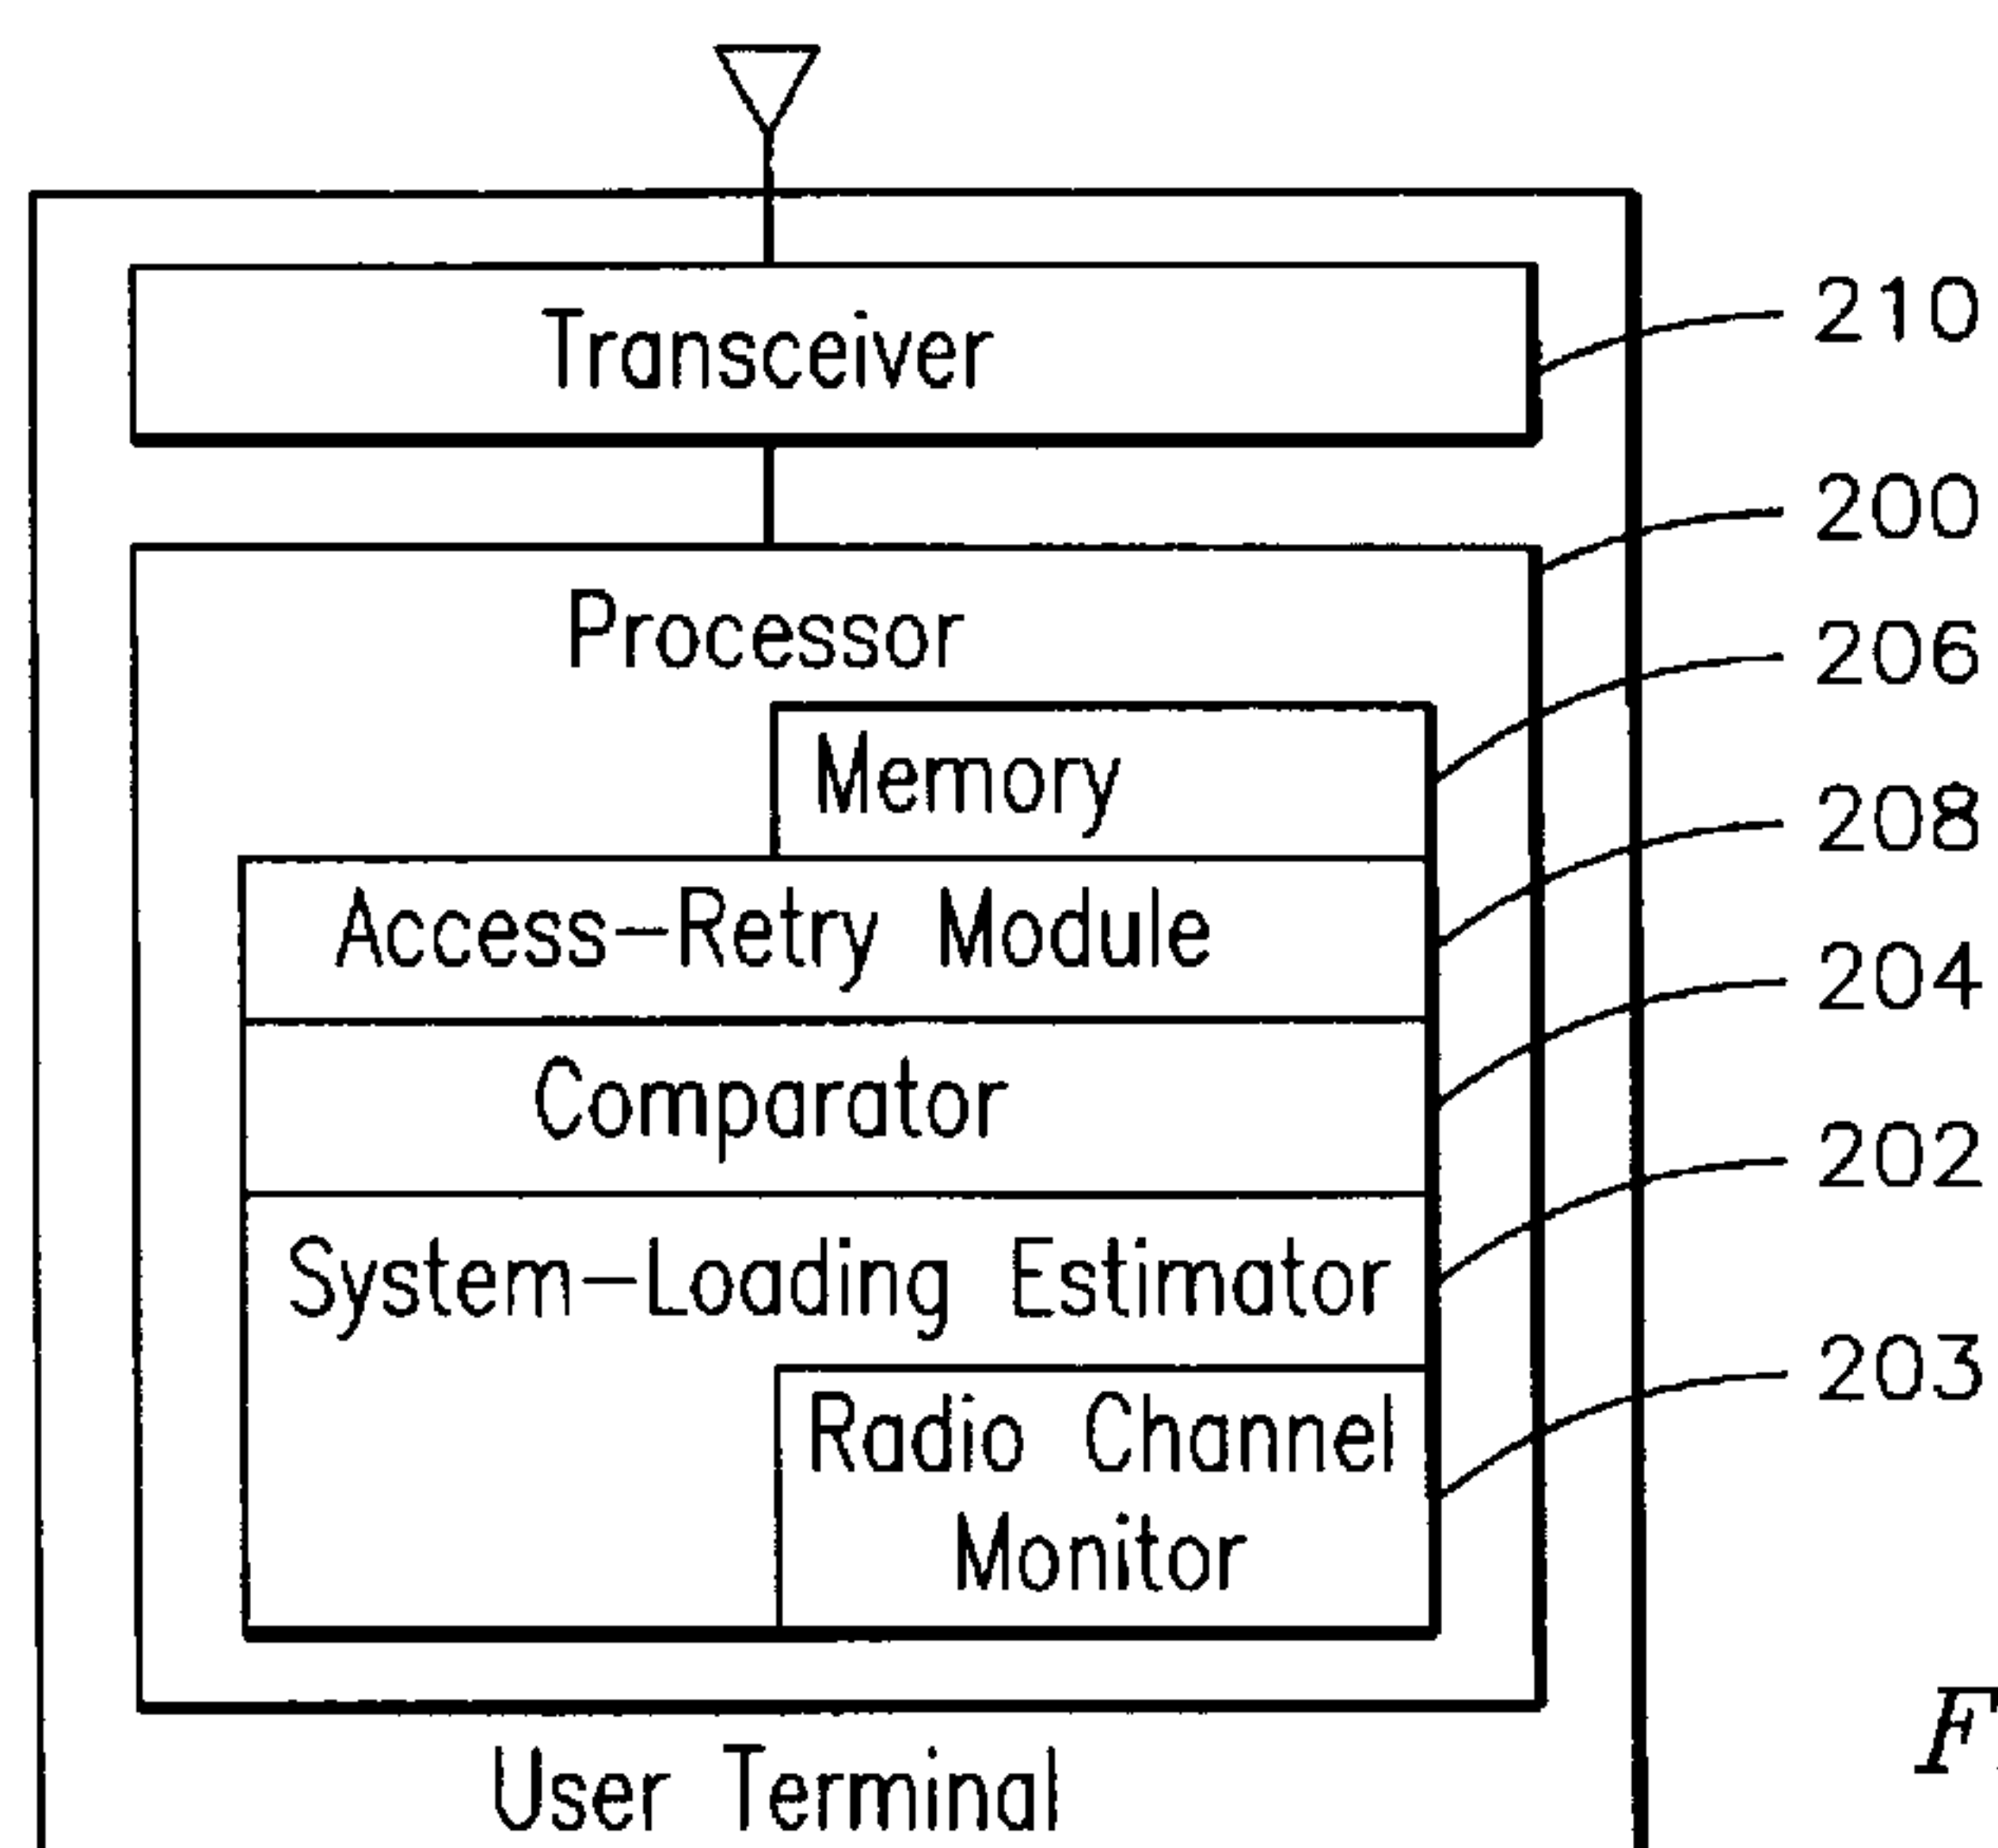 Transceiver
210
200
Processor
206
Memory
208
Access-Retry Module
204
Comparator
202
System-Loading Estimator
203
Radio Channel
Monitor
User Terminal